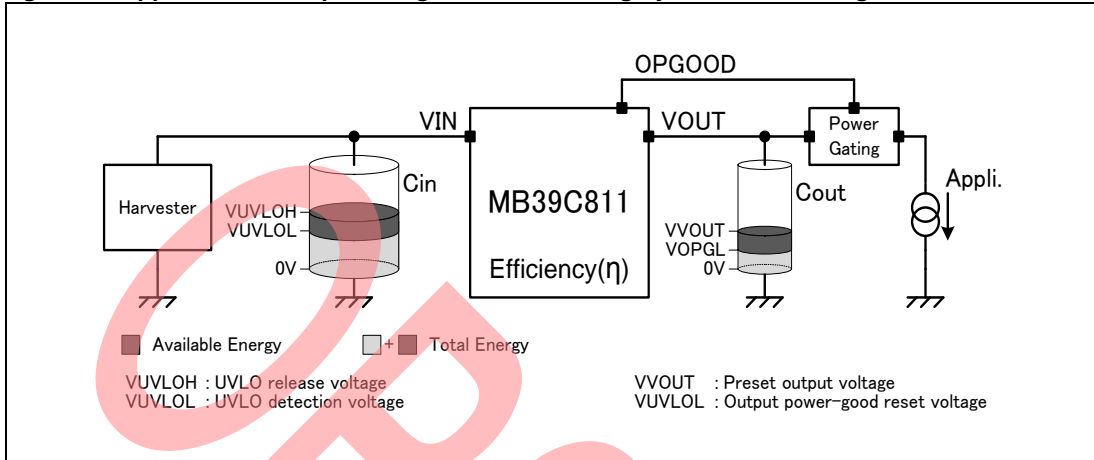 OPGOOD
VIN
VOUT
Power
Gating
Harvester
Cin
VUVLOH
VUVLOL
0V
MB39C811
Efficiency(η)
Cout
VVOUT
VOPGL
0V
Appli.
Available Energy
+ Total Energy
VUVLOH : UVLO release voltage
VUVLOL : UVLO detection voltage
VVOUT : Preset output voltage
VUVLOL : Output power-good reset voltage